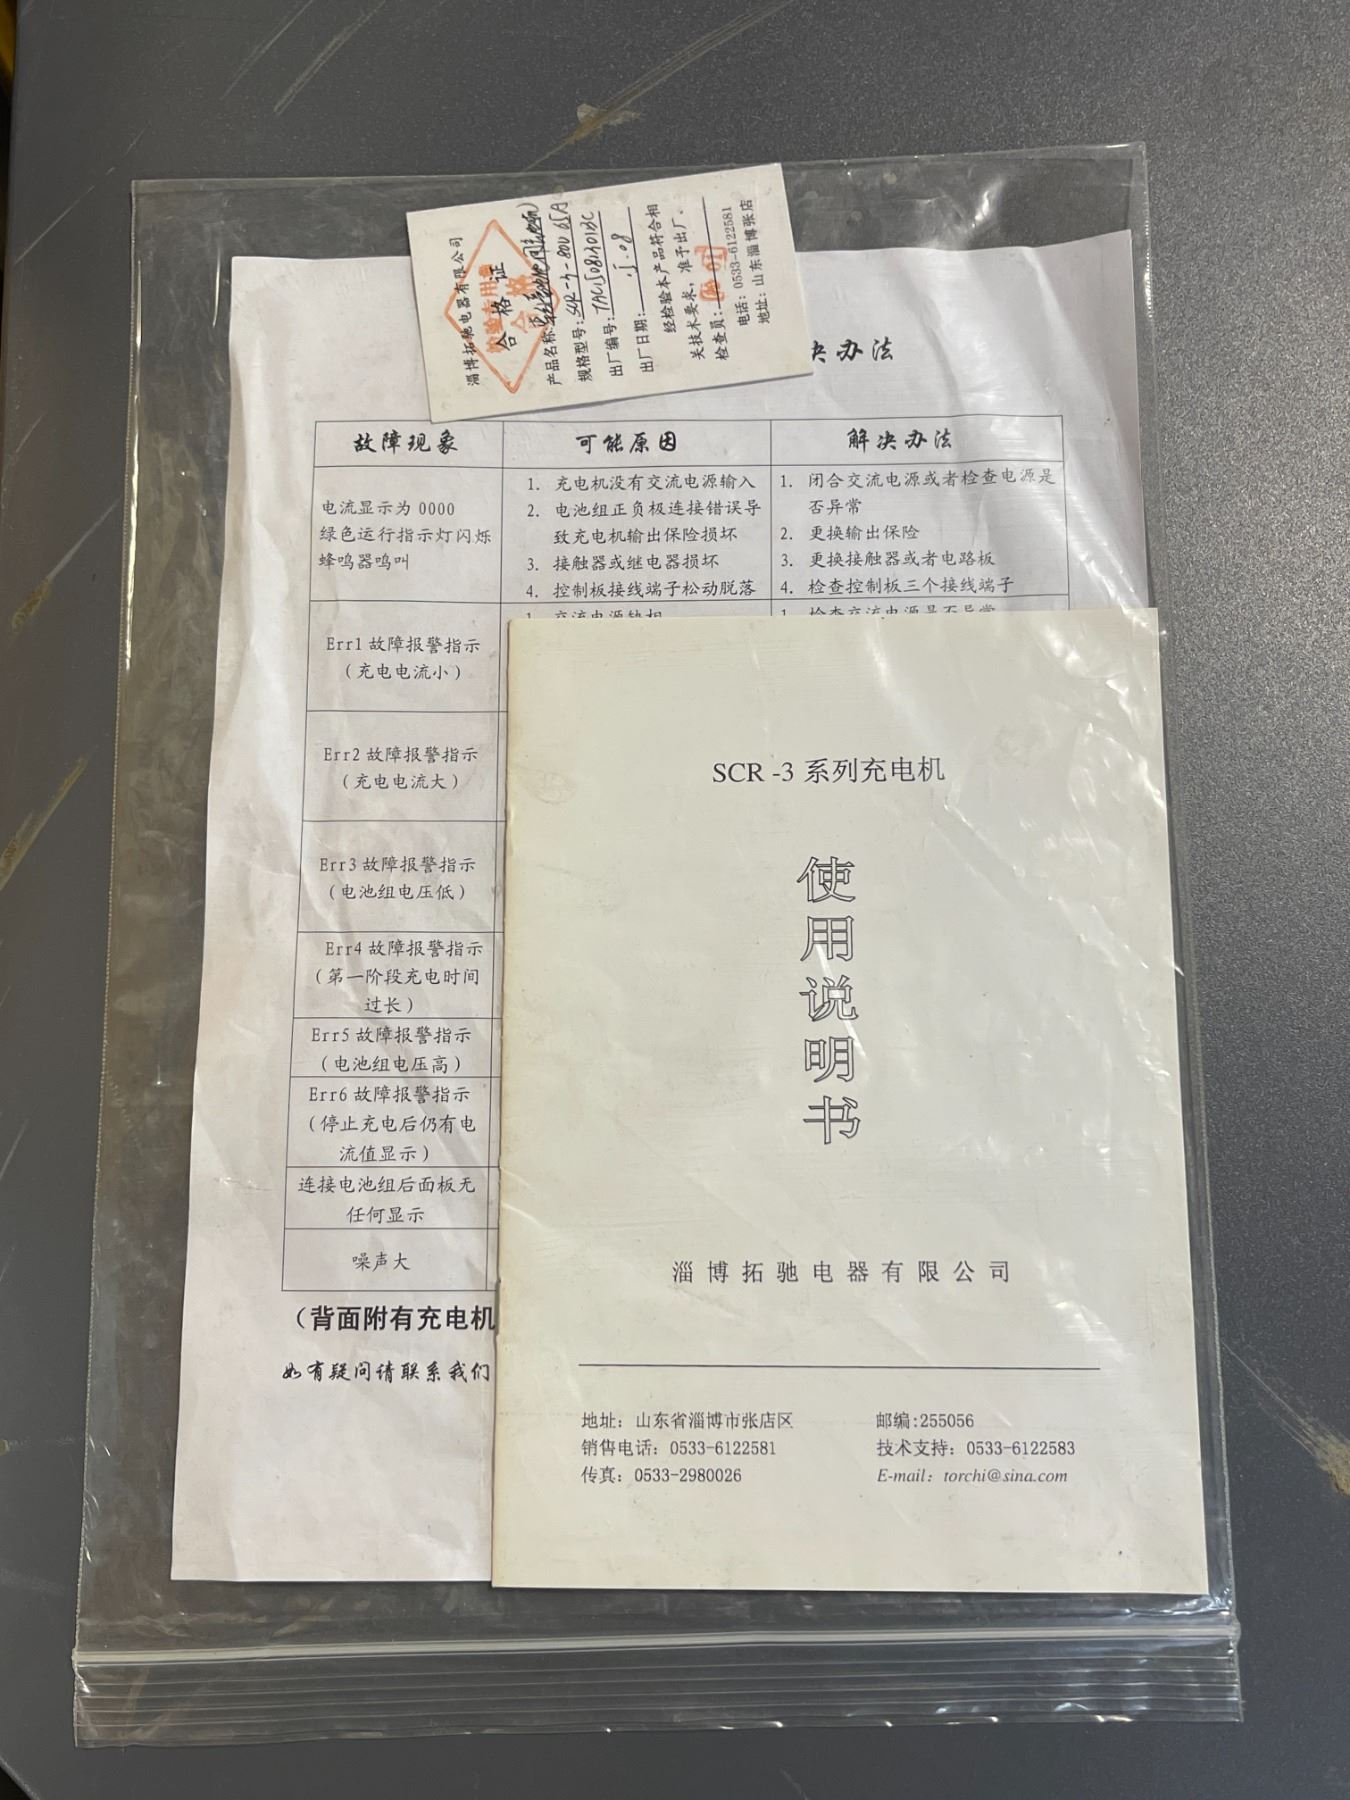 淄博拓驰电器有限公司
合格证
产品名称:
规格型号:SCR-3-80V 65A
出厂编号:
出厂日期:
经检验本产品符合相
关技术要求,准予出厂。
检查员:
电话: 0533-6122581
地址: 山东淄博张店
决办法
故障现象
可能原因
解决办法
电流显示为 0000
绿色运行指示灯闪烁
蜂鸣器鸣叫
1. 充电机没有交流电源输入
2. 电池组正负极连接错误导
致充电机输出保险损坏
3. 接触器或继电器损坏
4. 控制板接线端子松动脱落
1. 闭合交流电源或者检查电源是
否异常
2. 更换输出保险
3. 更换接触器或者电路板
4. 检查控制板三个接线端子
Err1 故障报警指示
(充电电流小)
1. 交流电源缺相
1. 检查交流电源是否异常
Err2 故障报警指示
(充电电流大)
Err3 故障报警指示
(电池组电压低)
Err4 故障报警指示
(第一阶段充电时间
过长)
Err5 故障报警指示
(电池组电压高)
Err6 故障报警指示
(停止充电后仍有电
流值显示)
连接电池组后面板无
任何显示
噪声大
(背面附有充电机
如有疑问请联系我们
SCR -3 系列充电机
使
用
说
明
书
淄博拓驰电器有限公司
地址: 山东省淄博市张店区
邮编:255056
销售电话: 0533-6122581
技术支持: 0533-6122583
传真: 0533-2980026
E-mail: torchi@sina.com